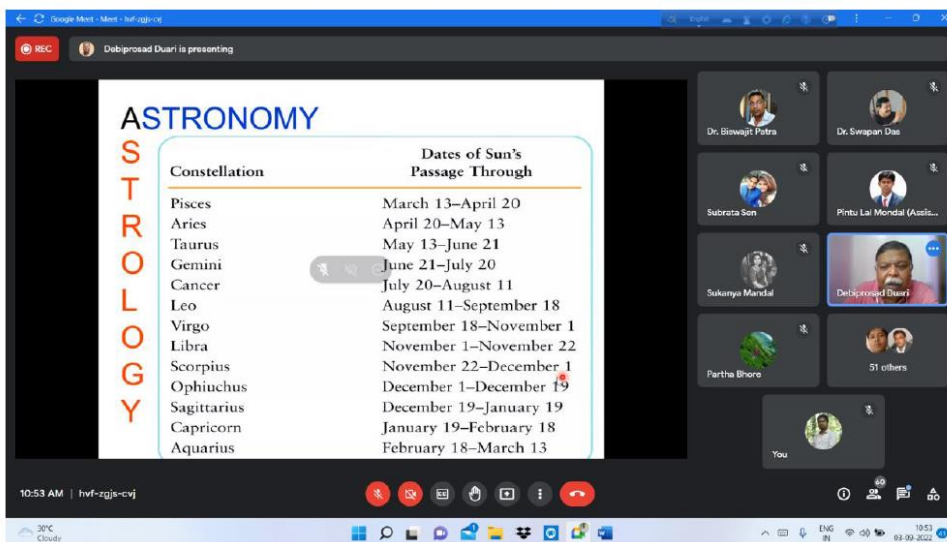 Google Meet - Meet - hvf-zgjs-cvj
English
REC
Debiprosad Duari is presenting
ASTRONOMY
ASTROLOGY
Constellation Dates of Sun's Passage Through
Pisces March 13–April 20
Aries April 20–May 13
Taurus May 13–June 21
Gemini June 21–July 20
Cancer July 20–August 11
Leo August 11–September 18
Virgo September 18–November 1
Libra November 1–November 22
Scorpius November 22–December 1
Ophiuchus December 1–December 19
Sagittarius December 19–January 19
Capricorn January 19–February 18
Aquarius February 18–March 13
Dr. Biswajit Patra
Dr. Swapan Das
Subrata Sen
Pintu Lal Mondal (Assis...
Sukanya Mandal
Debiprosad Duari
Partha Bhore
51 others
You
10:53 AM | hvf-zgjs-cvj
60
30°C
Cloudy
ENG
IN
10:53
03-09-2022